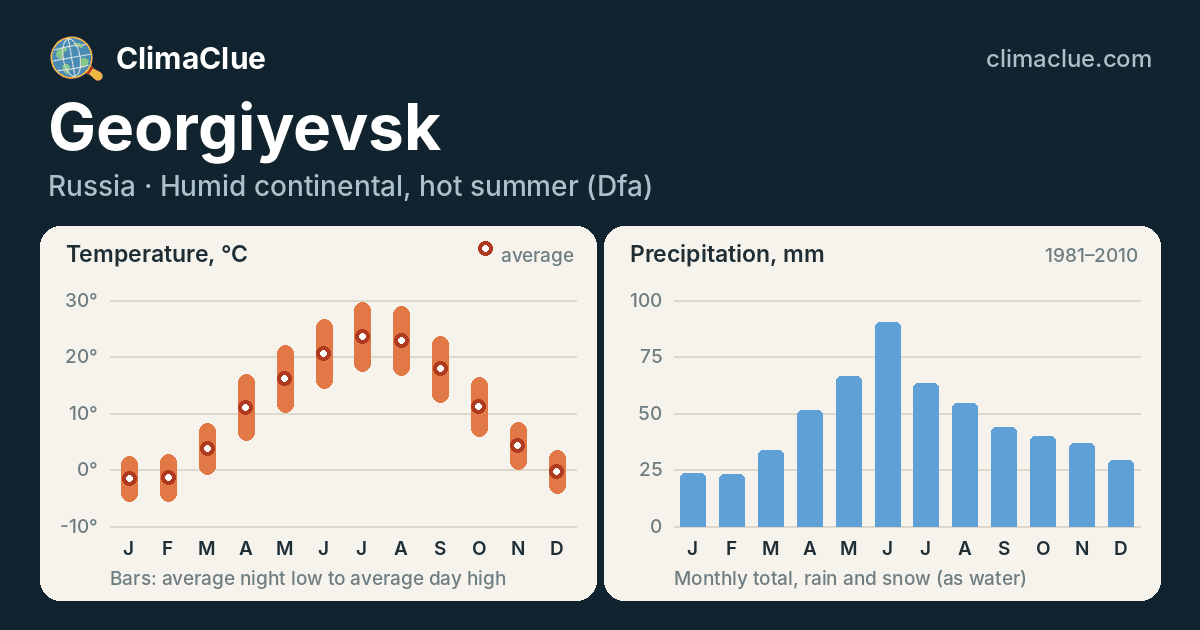 ClimaClue
climaclue.com
Georgiyevsk
Russia · Humid continental, hot summer (Dfa)
Temperature, °C
average
30°
20°
10°
0°
-10°
J F M A M J J A S O N D
Bars: average night low to average day high
Precipitation, mm
1981–2010
100
75
50
25
0
J F M A M J J A S O N D
Monthly total, rain and snow (as water)